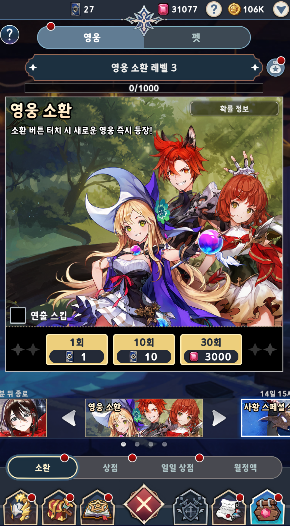 27 31077 ? 106K
? 영웅 펫
영웅 소환 레벨 3
0/1000
영웅 소환
확률 정보
소환 버튼 터치 시 새로운 영웅 즉시 등장!
연출 스킵
1회 10회 30회
1 10 3000
뒤 종료
14일 15
영웅 소환
사황 스페셜
소환 상점 일일 상점 월정액